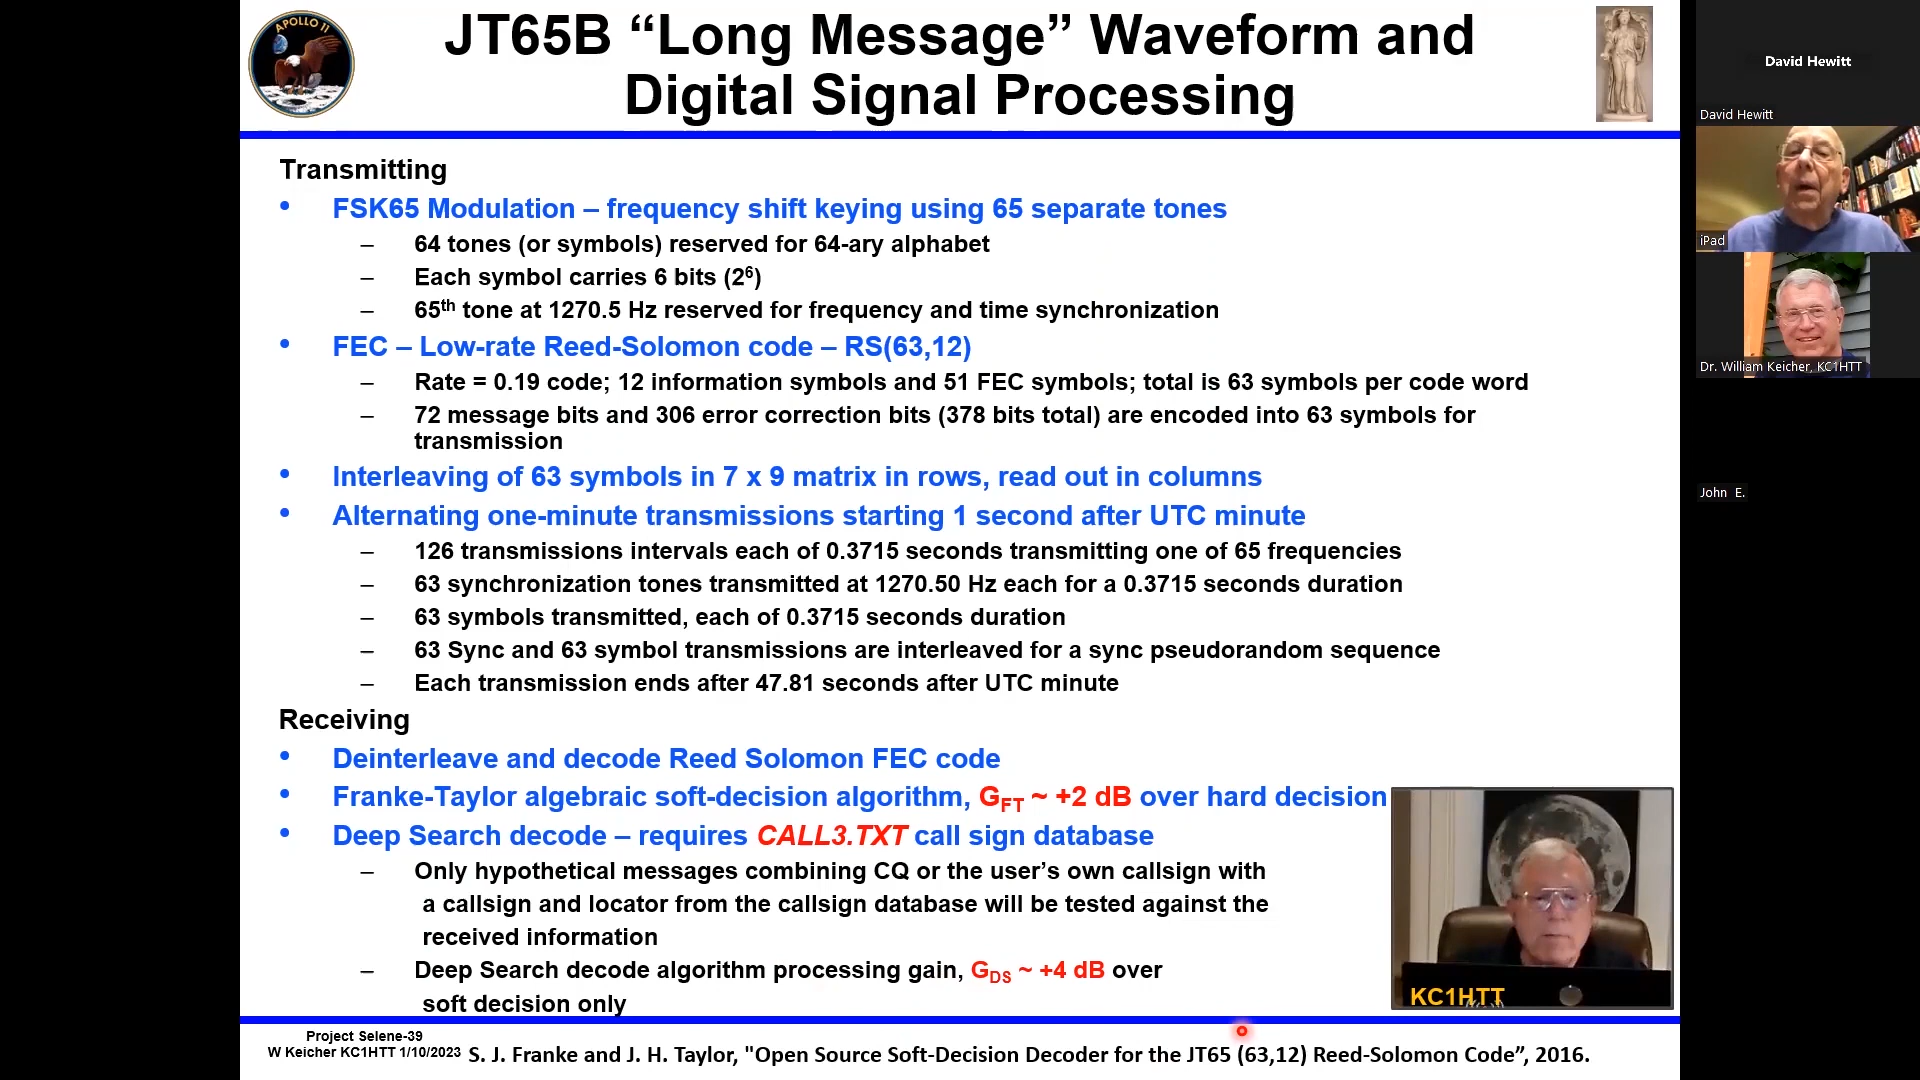 APOLLO 11
JT65B “Long Message” Waveform and
Digital Signal Processing
Transmitting
• FSK65 Modulation – frequency shift keying using 65 separate tones
– 64 tones (or symbols) reserved for 64-ary alphabet
– Each symbol carries 6 bits (2⁶)
– 65th tone at 1270.5 Hz reserved for frequency and time synchronization
• FEC – Low-rate Reed-Solomon code – RS(63,12)
– Rate = 0.19 code; 12 information symbols and 51 FEC symbols; total is 63 symbols per code word
– 72 message bits and 306 error correction bits (378 bits total) are encoded into 63 symbols for
transmission
• Interleaving of 63 symbols in 7 x 9 matrix in rows, read out in columns
• Alternating one-minute transmissions starting 1 second after UTC minute
– 126 transmissions intervals each of 0.3715 seconds transmitting one of 65 frequencies
– 63 synchronization tones transmitted at 1270.50 Hz each for a 0.3715 seconds duration
– 63 symbols transmitted, each of 0.3715 seconds duration
– 63 Sync and 63 symbol transmissions are interleaved for a sync pseudorandom sequence
– Each transmission ends after 47.81 seconds after UTC minute
Receiving
• Deinterleave and decode Reed Solomon FEC code
• Franke-Taylor algebraic soft-decision algorithm, GFT ~ +2 dB over hard decision
• Deep Search decode – requires CALL3.TXT call sign database
– Only hypothetical messages combining CQ or the user’s own callsign with
a callsign and locator from the callsign database will be tested against the
received information
– Deep Search decode algorithm processing gain, GDS ~ +4 dB over
soft decision only
KC1HTT
Project Selene-39
W Keicher KC1HTT 1/10/2023
S. J. Franke and J. H. Taylor, "Open Source Soft-Decision Decoder for the JT65 (63,12) Reed-Solomon Code”, 2016.
David Hewitt
David Hewitt
iPad
Dr. William Keicher, KC1HTT
John E.